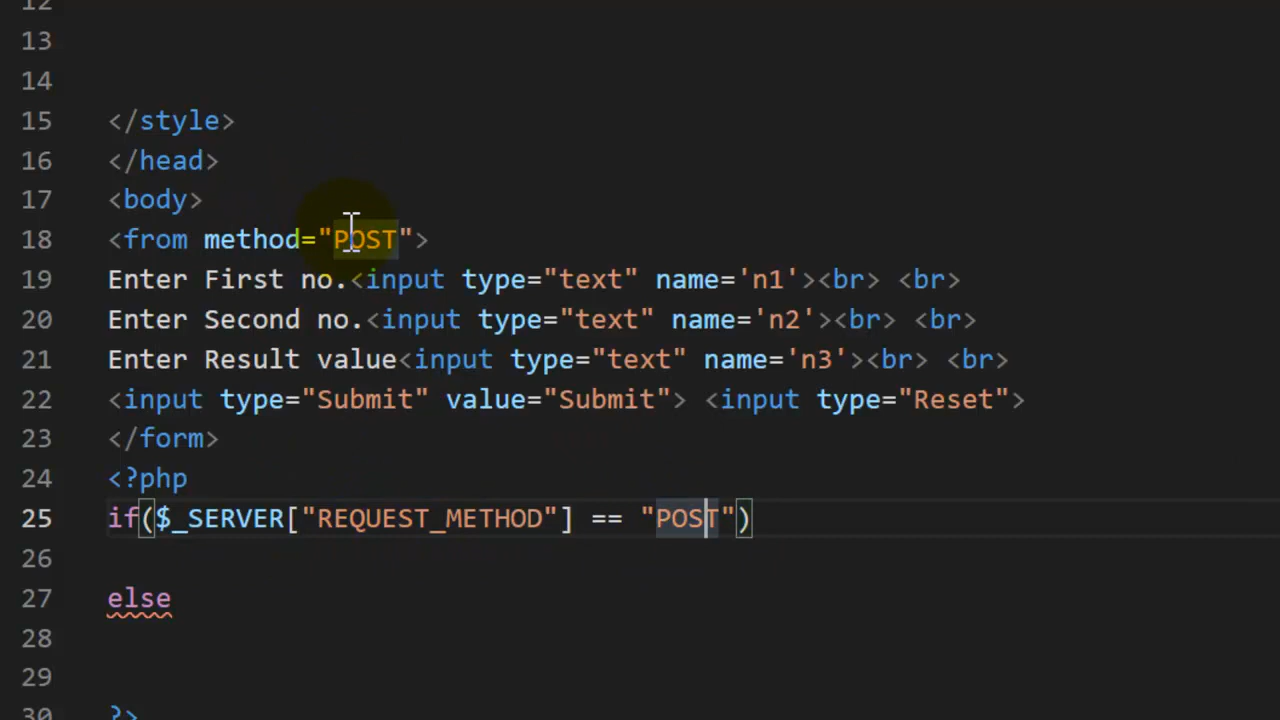 12
13
14
15 </style>
16 </head>
17 <body>
18 <from method="POST">
19 Enter First no.<input type="text" name='n1'><br> <br>
20 Enter Second no.<input type="text" name='n2'><br> <br>
21 Enter Result value<input type="text" name='n3'><br> <br>
22 <input type="Submit" value="Submit"> <input type="Reset">
23 </form>
24 <?php
25 if($_SERVER["REQUEST_METHOD"] == "POST")
26
27 else
28
29
30 ?>